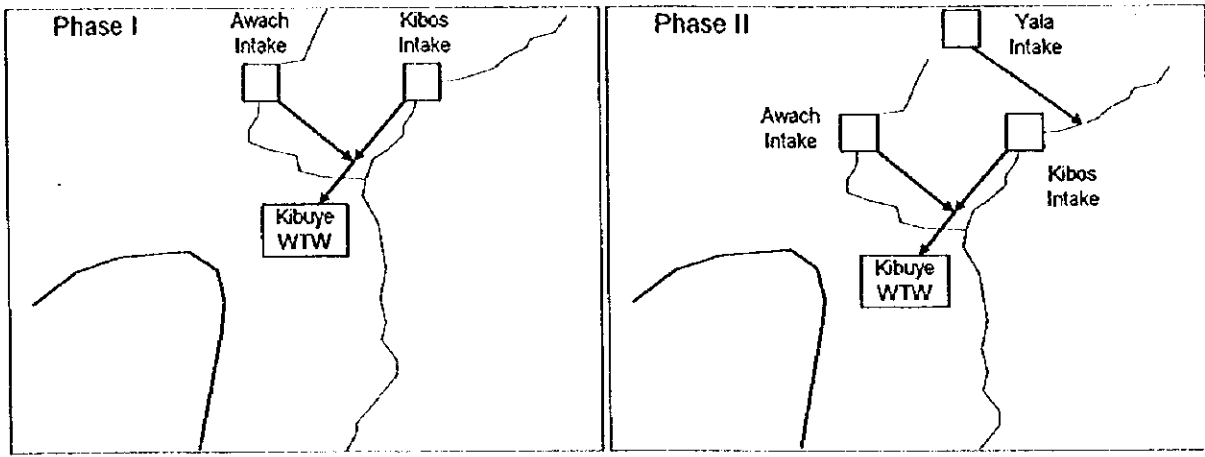 Phase I
Awach
Intake
Kibos
Intake
Kibuye
WTW
Phase II
Yala
Intake
Awach
Intake
Kibos
Intake
Kibuye
WTW